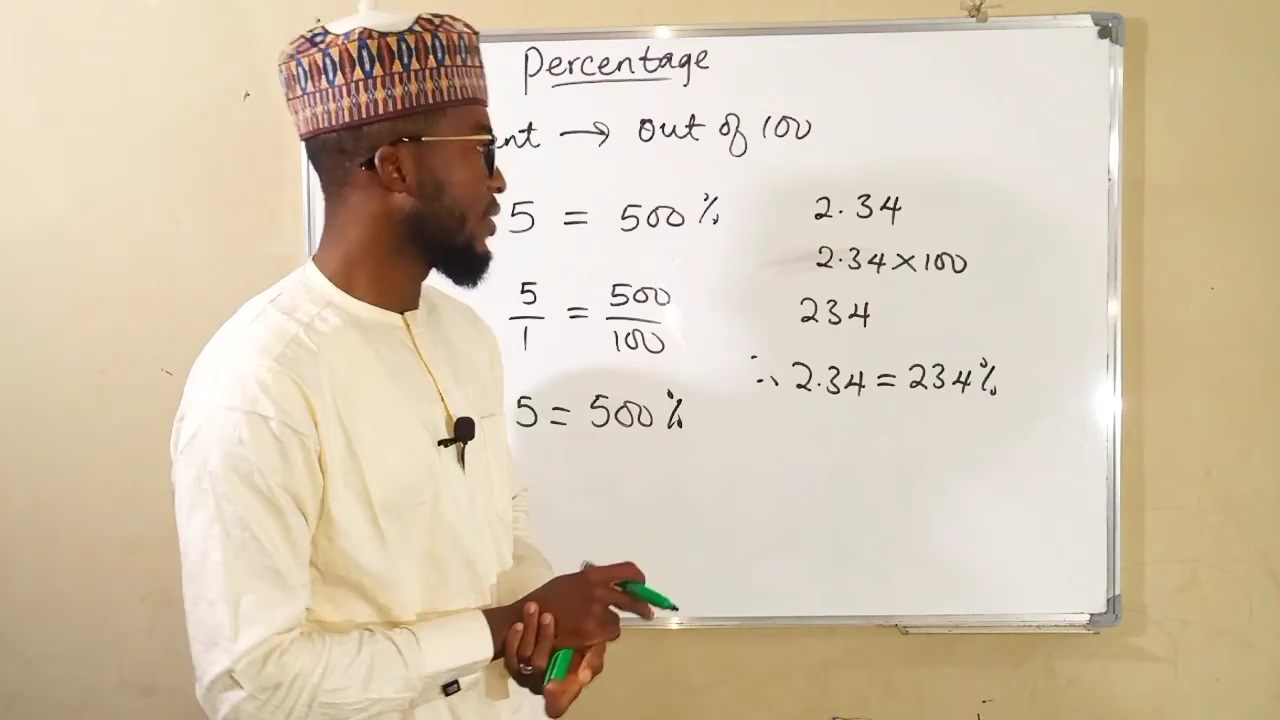 Percentage
ent → Out of 100
5 = 500%
5/1 = 500/100
5 = 500%
2.34
2.34×100
234
∴ 2.34 = 234%